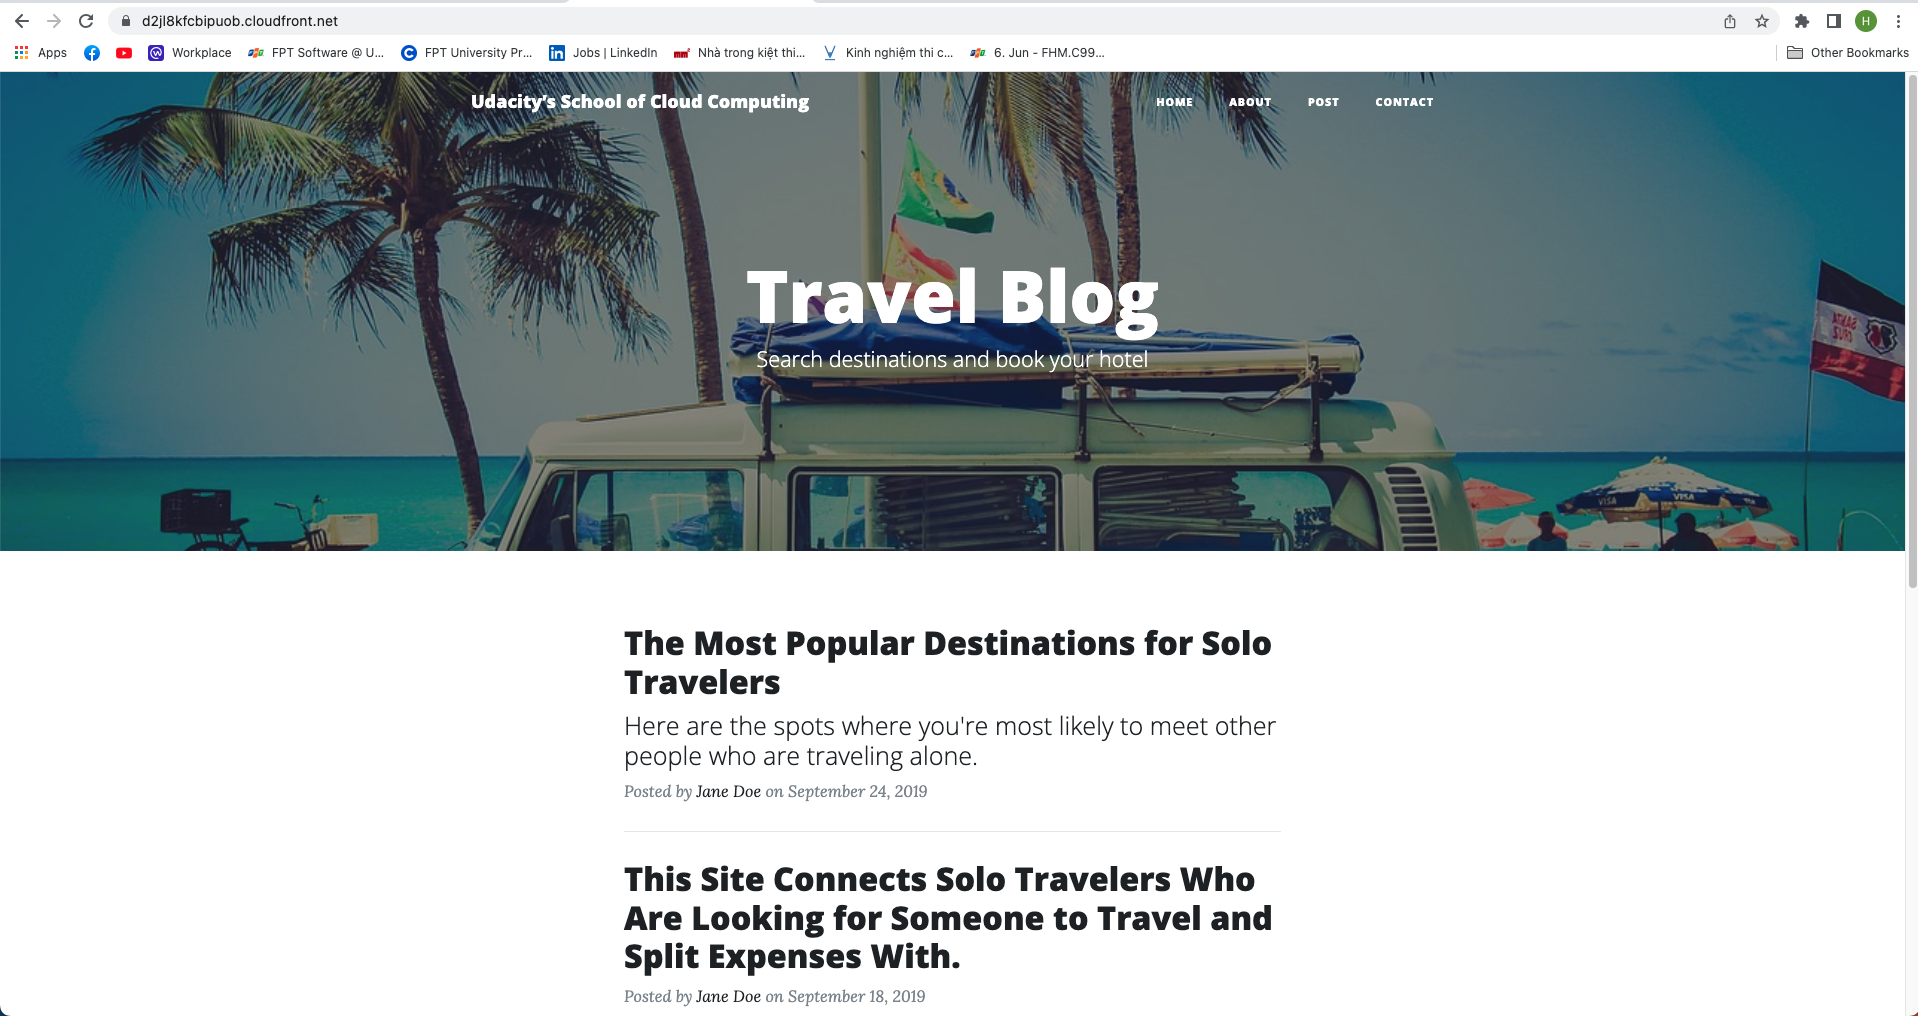 d2jl8kfcbipuob.cloudfront.net
H
Apps Workplace FPT Software @ U... FPT University Pr... Jobs | LinkedIn Nhà trong kiệt thi... Kinh nghiệm thi c... 6. Jun - FHM.C99... Other Bookmarks
Udacity's School of Cloud Computing
HOME ABOUT POST CONTACT
Travel Blog
Search destinations and book your hotel
SANTA
CRUZ
VISA VISA
The Most Popular Destinations for Solo
Travelers
Here are the spots where you're most likely to meet other
people who are traveling alone.
Posted by Jane Doe on September 24, 2019
This Site Connects Solo Travelers Who
Are Looking for Someone to Travel and
Split Expenses With.
Posted by Jane Doe on September 18, 2019